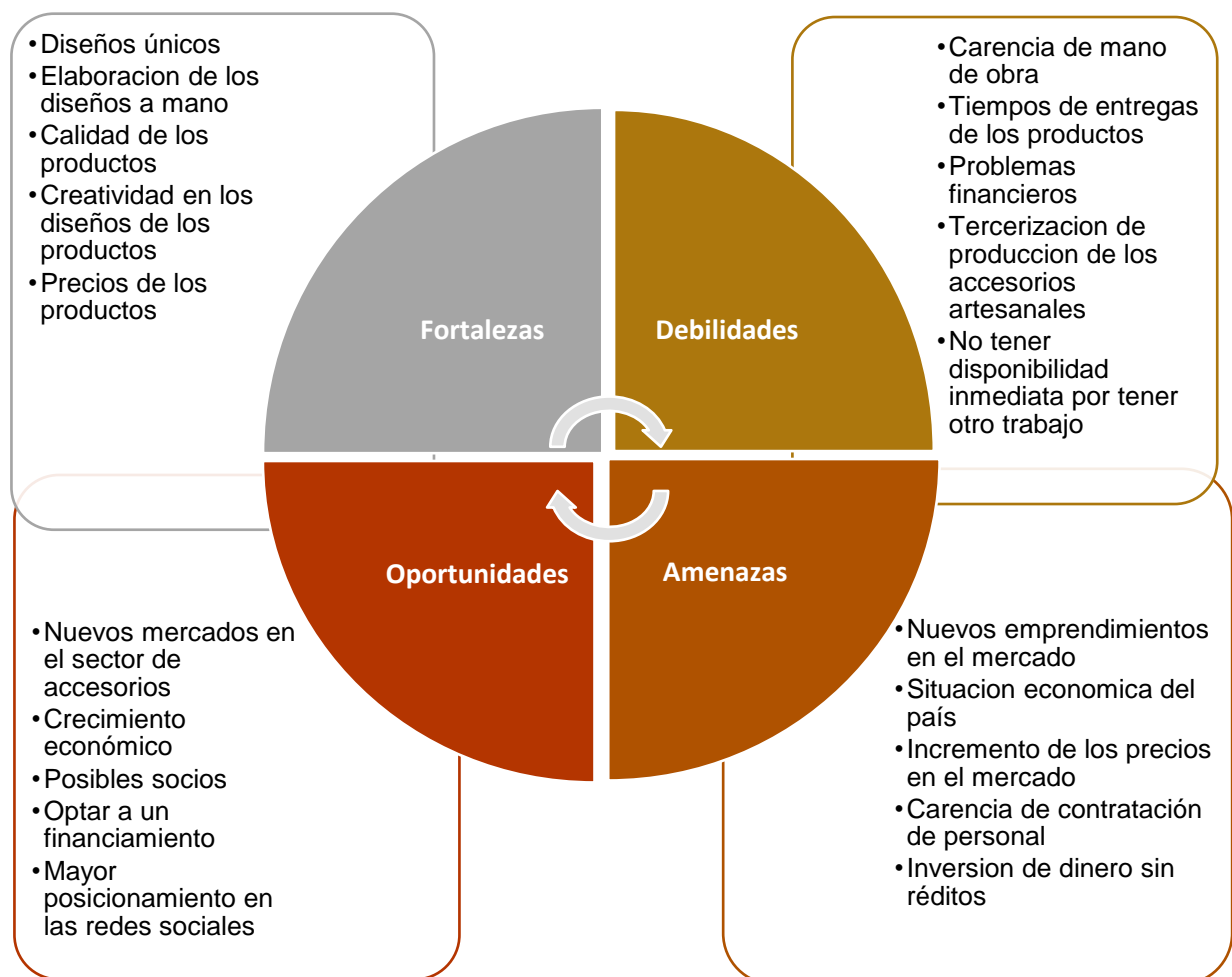 •Diseños únicos
•Elaboracion de los
diseños a mano
•Calidad de los
productos
•Creatividad en los
diseños de los
productos
•Precios de los
productos
Fortalezas
•Carencia de mano
de obra
•Tiempos de entregas
de los productos
•Problemas
financieros
•Tercerizacion de
produccion de los
accesorios
artesanales
•No tener
disponibilidad
inmediata por tener
otro trabajo
Debilidades
Oportunidades
•Nuevos mercados en
el sector de
accesorios
•Crecimiento
económico
•Posibles socios
•Optar a un
financiamiento
•Mayor
posicionamiento en
las redes sociales
Amenazas
•Nuevos emprendimientos
en el mercado
•Situacion economica del
país
•Incremento de los precios
en el mercado
•Carencia de contratación
de personal
•Inversion de dinero sin
réditos